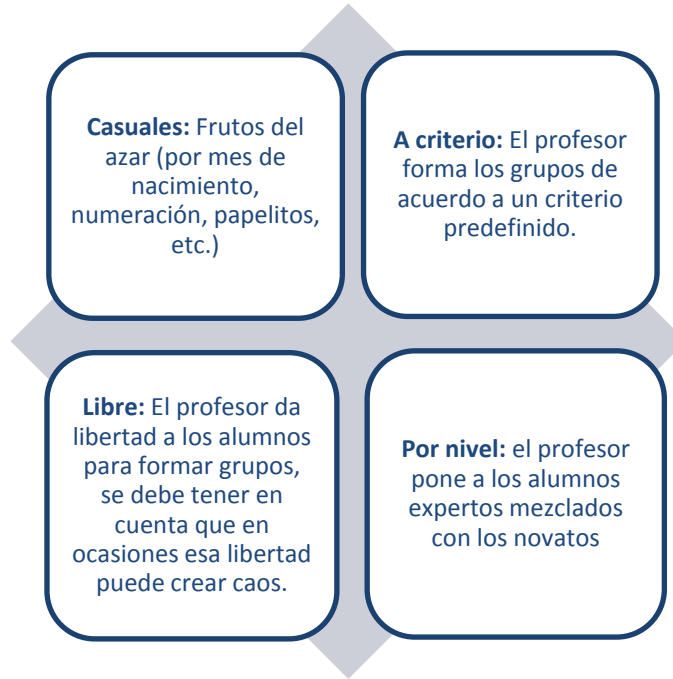 Casuales: Frutos del
azar (por mes de
nacimiento,
numeración, papelitos,
etc.)
A criterio: El profesor
forma los grupos de
acuerdo a un criterio
predefinido.
Libre: El profesor da
libertad a los alumnos
para formar grupos,
se debe tener en
cuenta que en
ocasiones esa libertad
puede crear caos.
Por nivel: el profesor
pone a los alumnos
expertos mezclados
con los novatos